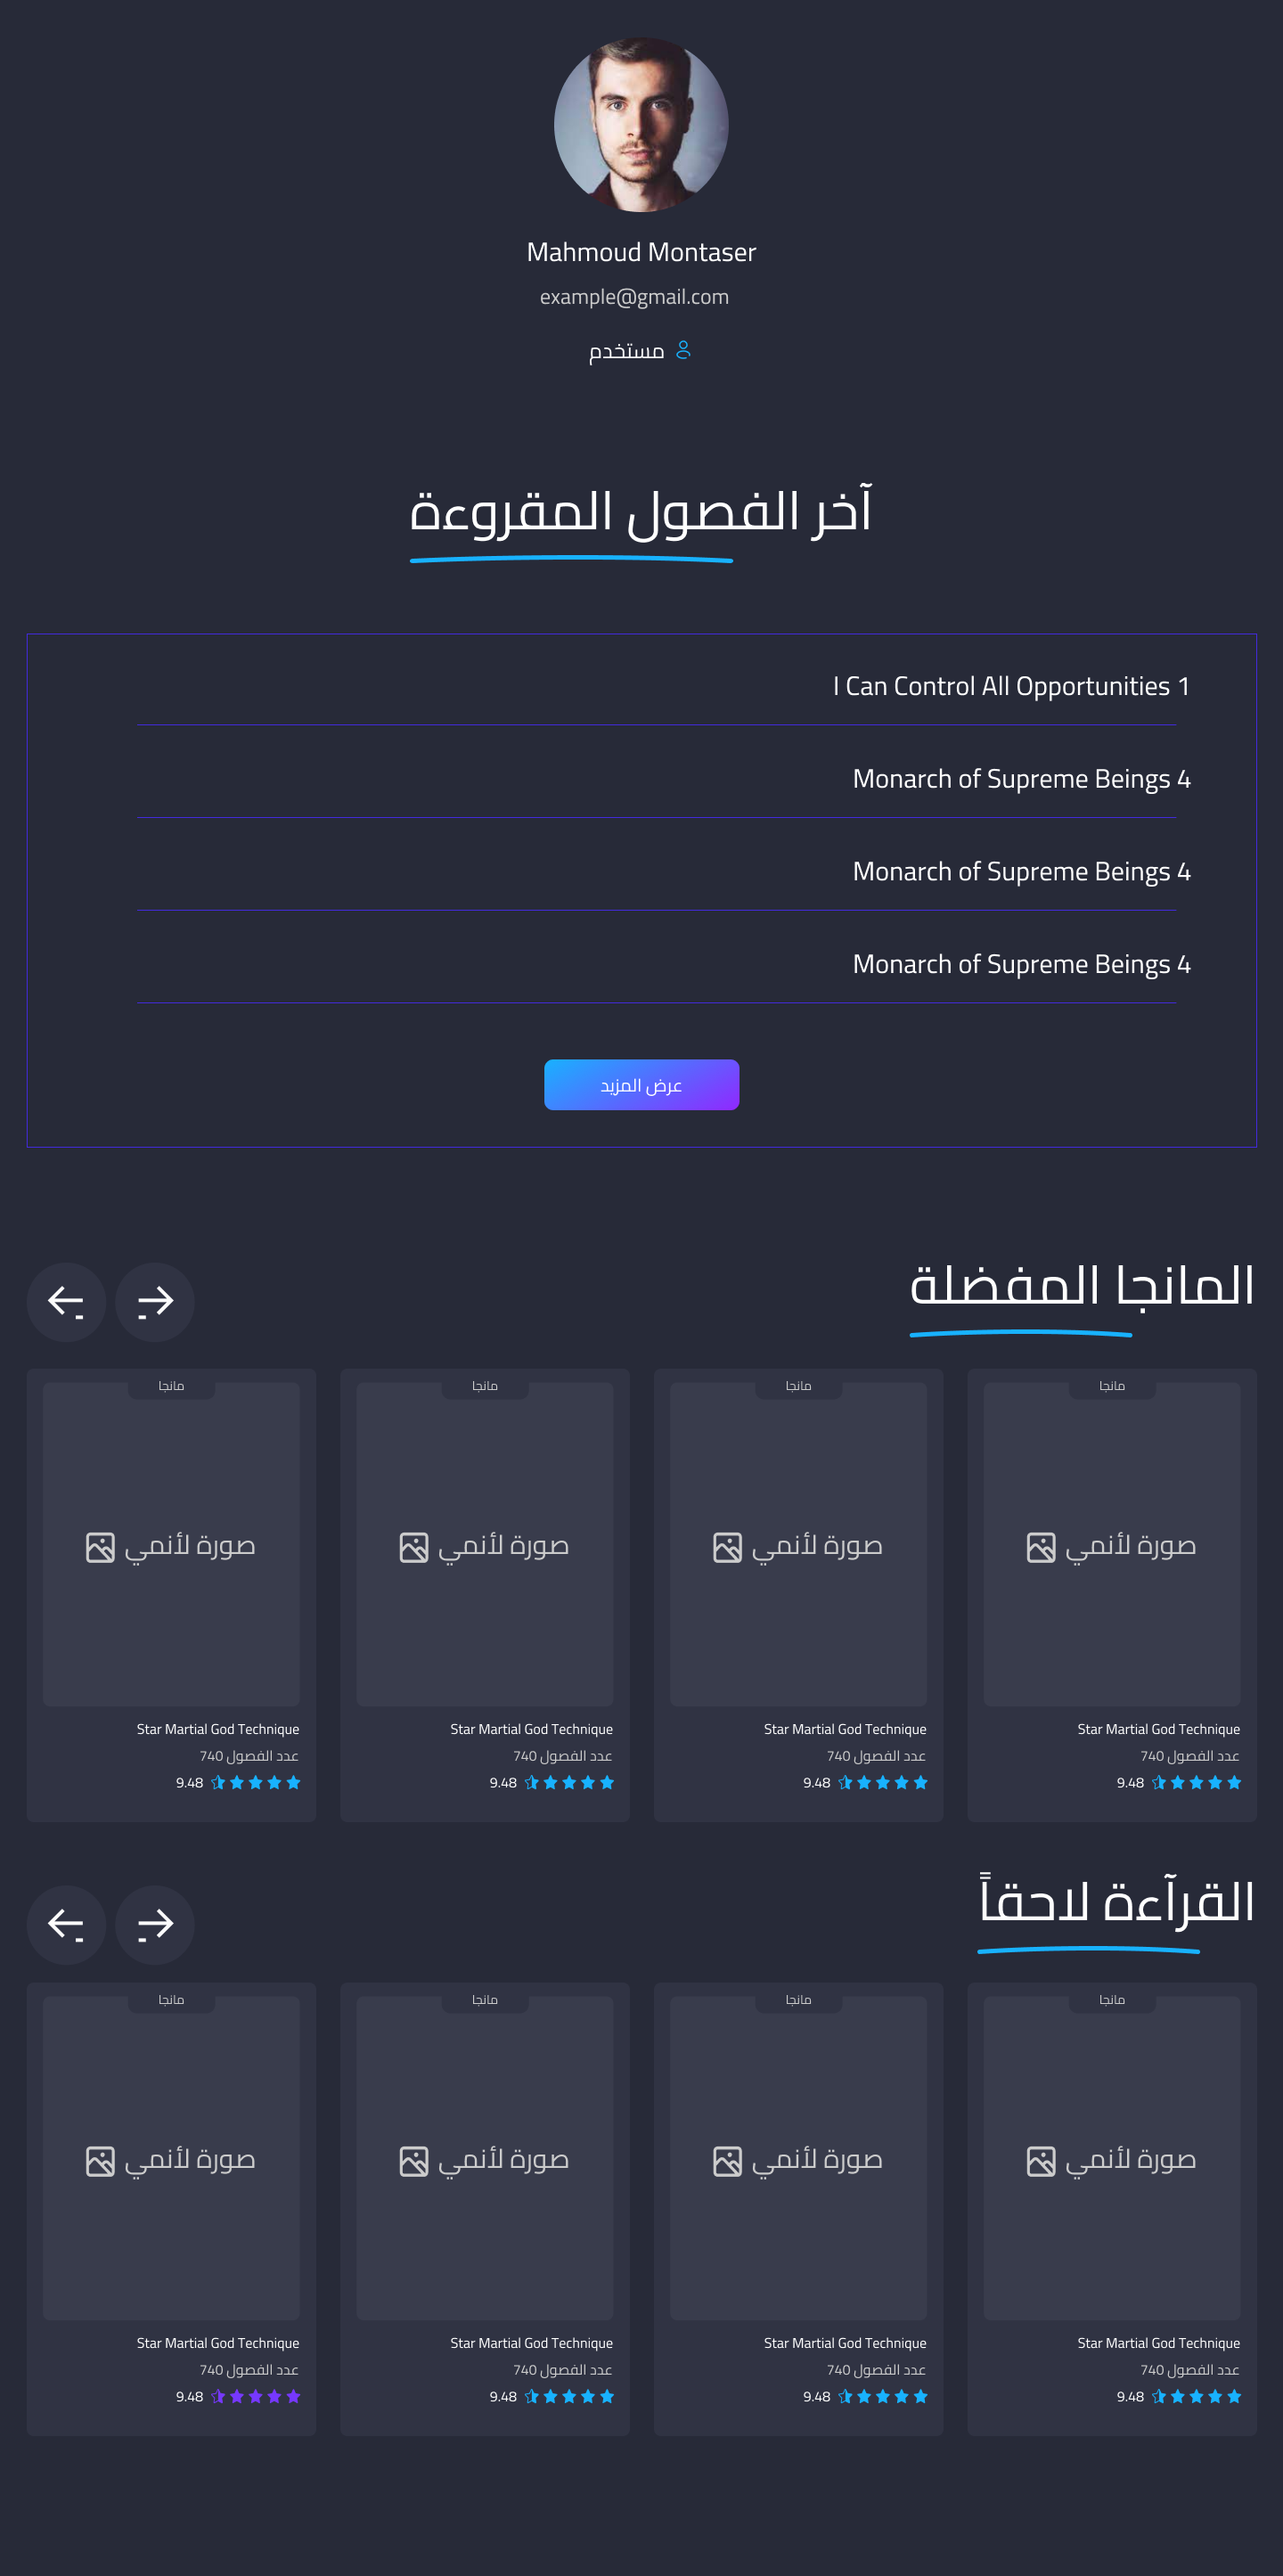 Mahmoud Montaser
example@gmail.com
مستخدم
آخر الفصول المقروءة
I Can Control All Opportunities 1
Monarch of Supreme Beings 4
Monarch of Supreme Beings 4
Monarch of Supreme Beings 4
عرض المزيد
المانجا المفضلة
مانجا
صورة لأنمي
Star Martial God Technique
عدد الفصول 740
9.48
مانجا
صورة لأنمي
Star Martial God Technique
عدد الفصول 740
9.48
مانجا
صورة لأنمي
Star Martial God Technique
عدد الفصول 740
9.48
مانجا
صورة لأنمي
Star Martial God Technique
عدد الفصول 740
9.48
القرآءة لاحقاً
مانجا
صورة لأنمي
Star Martial God Technique
عدد الفصول 740
9.48
مانجا
صورة لأنمي
Star Martial God Technique
عدد الفصول 740
9.48
مانجا
صورة لأنمي
Star Martial God Technique
عدد الفصول 740
9.48
مانجا
صورة لأنمي
Star Martial God Technique
عدد الفصول 740
9.48